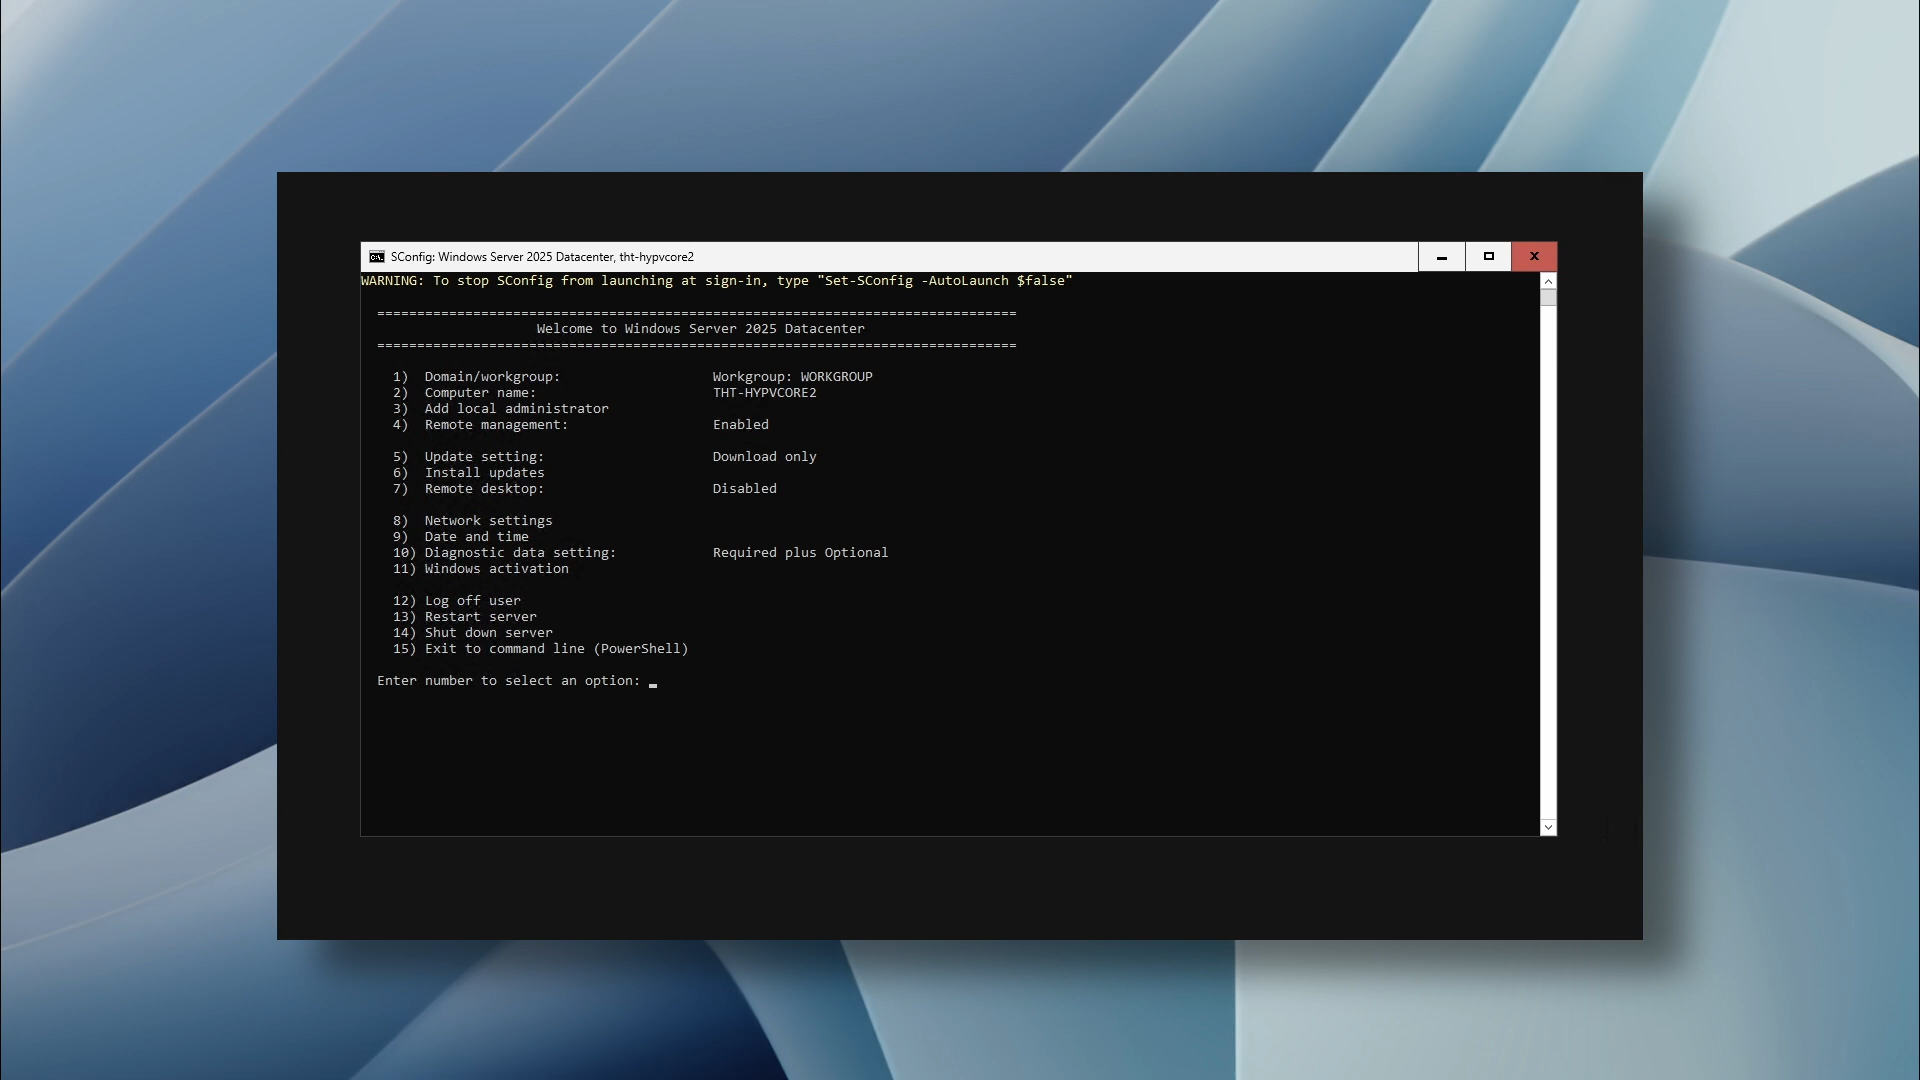 SConfig: Windows Server 2025 Datacenter, tht-hypvcore2
WARNING: To stop SConfig from launching at sign-in, type "Set-SConfig -AutoLaunch $false"
================================================================================
Welcome to Windows Server 2025 Datacenter
================================================================================
1) Domain/workgroup: Workgroup: WORKGROUP
2) Computer name: THT-HYPVCORE2
3) Add local administrator
4) Remote management: Enabled
5) Update setting: Download only
6) Install updates
7) Remote desktop: Disabled
8) Network settings
9) Date and time
10) Diagnostic data setting: Required plus Optional
11) Windows activation
12) Log off user
13) Restart server
14) Shut down server
15) Exit to command line (PowerShell)
Enter number to select an option: